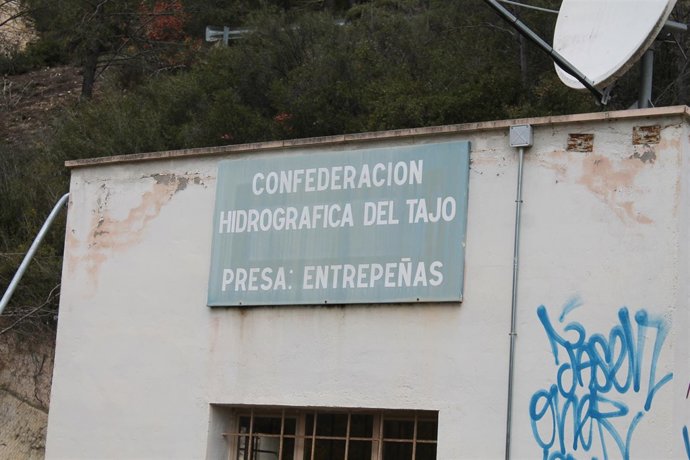 CONFEDERACION
HIDROGRAFICA DEL TAJO
PRESA: ENTREPEÑAS